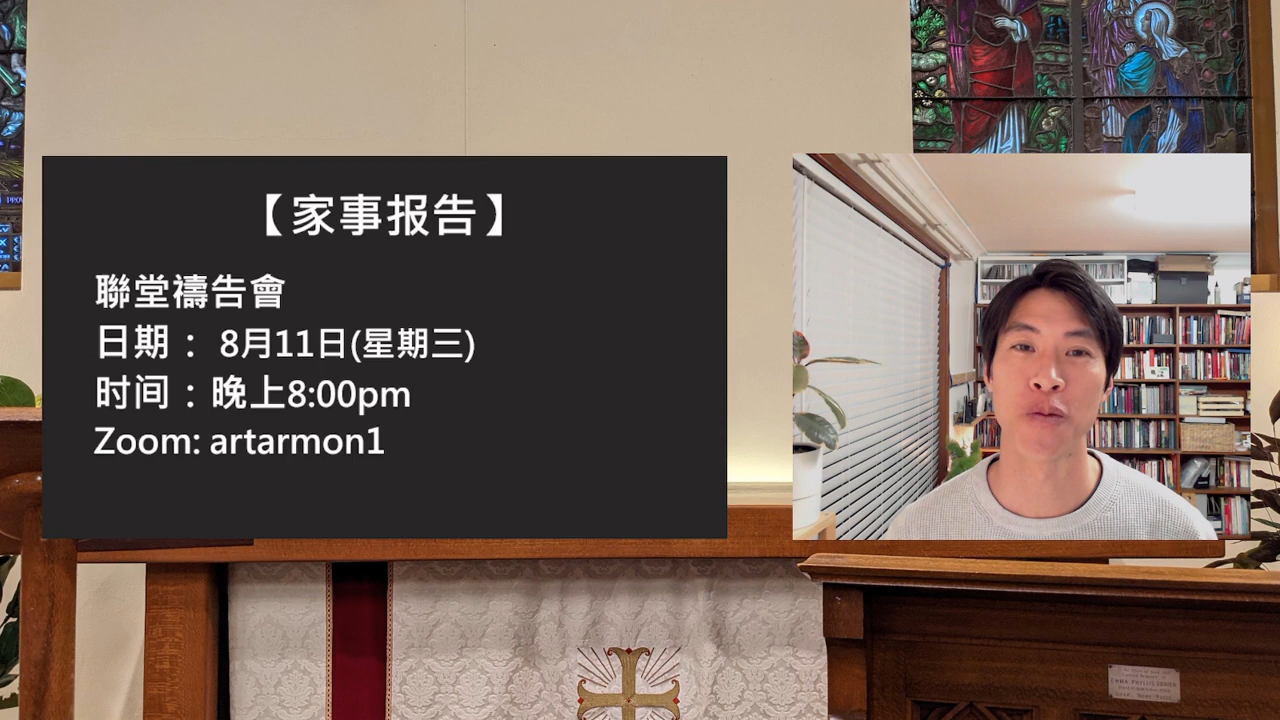 【家事报告】
聯堂禱告會
日期： 8月11日(星期三)
时间：晚上8:00pm
Zoom: artarmon1